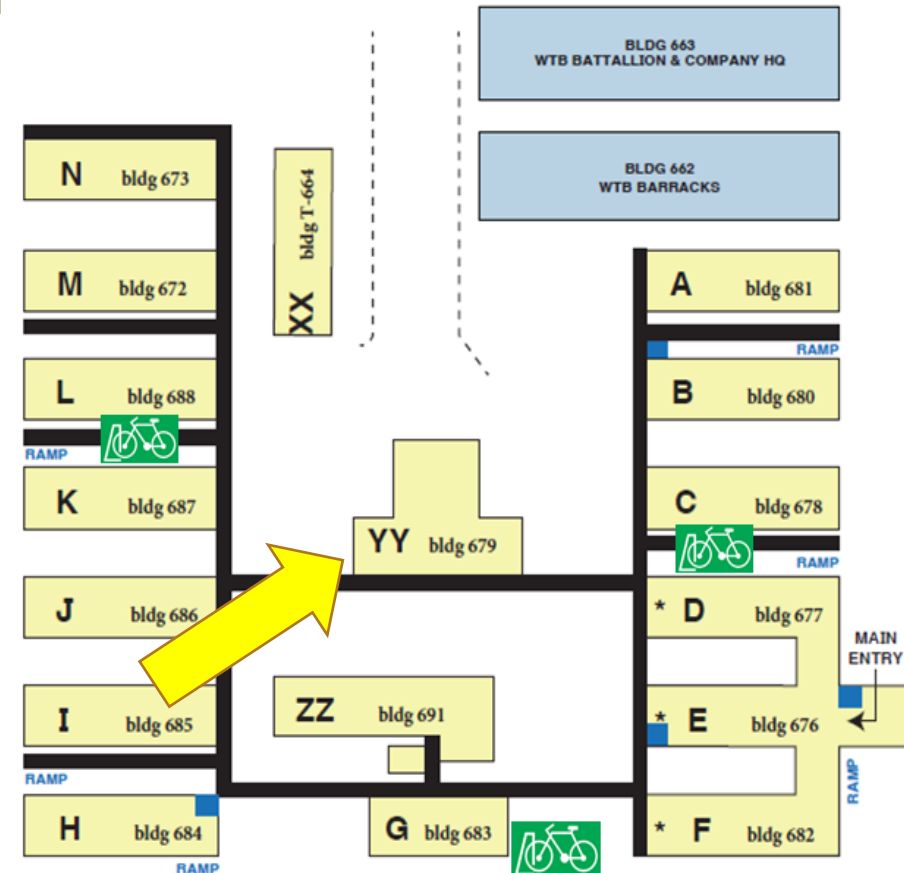 BLDG 663
WTB BATTALLION & COMPANY HQ
BLDG 662
WTB BARRACKS
N bldg 673
XX bldg T-664
M bldg 672
A bldg 681
RAMP
L bldg 688
B bldg 680
RAMP
K bldg 687
C bldg 678
YY bldg 679
RAMP
J bldg 686
* D bldg 677
MAIN
ENTRY
I bldg 685
ZZ bldg 691
* E bldg 676
RAMP
RAMP
H bldg 684
G bldg 683
* F bldg 682
RAMP